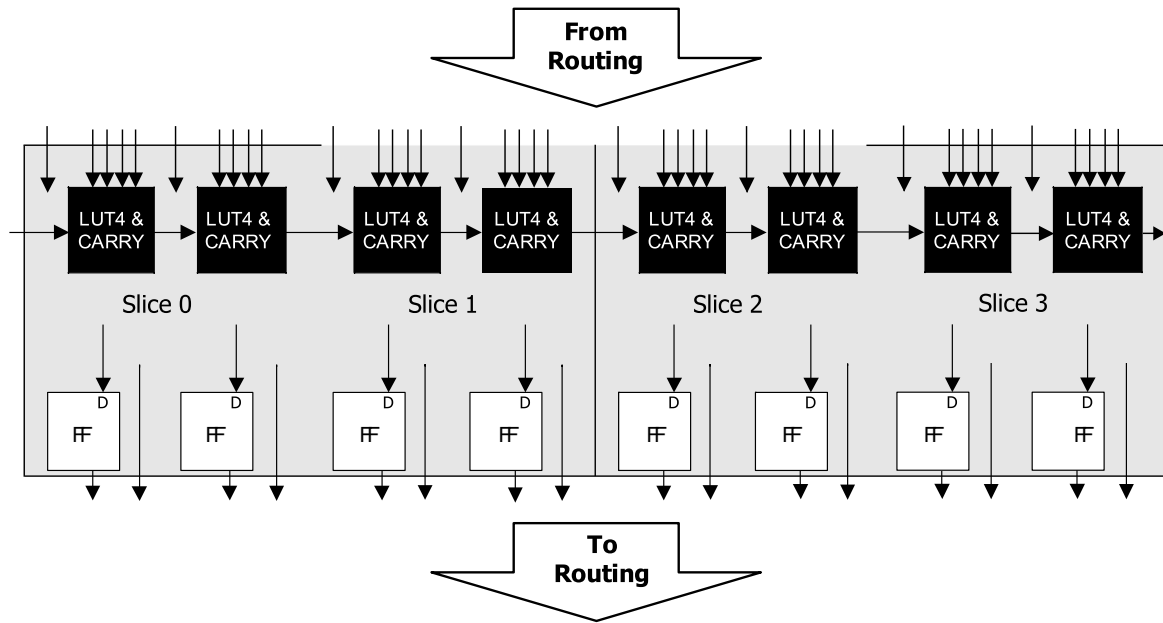 From
Routing
LUT4 &
CARRY
LUT4 &
CARRY
LUT4 &
CARRY
LUT4 &
CARRY
LUT4 &
CARRY
LUT4 &
CARRY
LUT4 &
CARRY
LUT4 &
CARRY
Slice 0
Slice 1
Slice 2
Slice 3
D
FF
D
FF
D
FF
D
FF
D
FF
D
FF
D
FF
D
FF
To
Routing